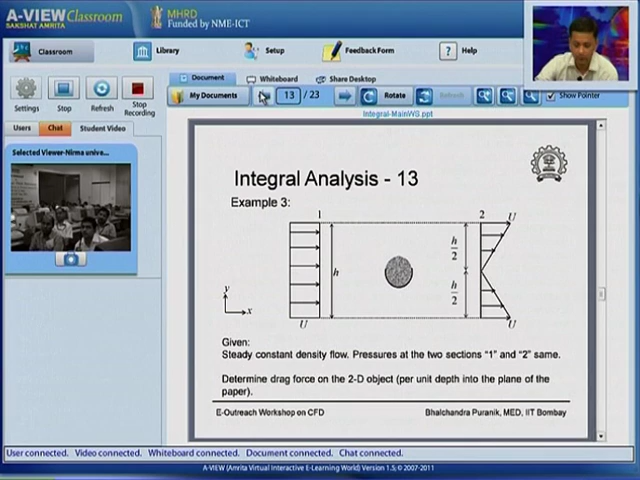 A-VIEW Classroom
SAKSHAT AMRITA
MHRD
Funded by NME-ICT
Classroom
Library
Setup
Feedback Form
? Help
Settings
Stop
Refresh
Stop Recording
Document
Whiteboard
Share Desktop
My Documents
13 / 23
Rotate
Refresh
Show Pointer
Integral-MainWS.ppt
Users
Chat
Student Video
Selected Viewer-Nirma unive...
Integral Analysis - 13
Example 3:
1
2
U
h
h/2
h/2
y
x
U
U
Given:
Steady constant density flow. Pressures at the two sections “1” and “2” same.
Determine drag force on the 2-D object (per unit depth into the plane of the
paper).
E-Outreach Workshop on CFD
Bhalchandra Puranik, MED, IIT Bombay
User connected. Video connected. Whiteboard connected. Document connected. Chat connected.
A-VIEW (Amrita Virtual Interactive E-Learning World) Version 1.5; © 2007-2011